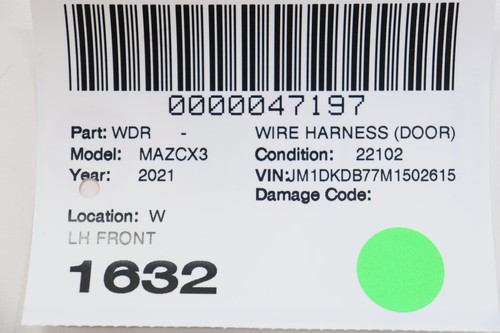 0000047197
Part: WDR - WIRE HARNESS (DOOR)
Model: MAZCX3 Condition: 22102
Year: 2021 VIN:JM1DKDB77M1502615
Damage Code:
Location: W
LH FRONT
1632